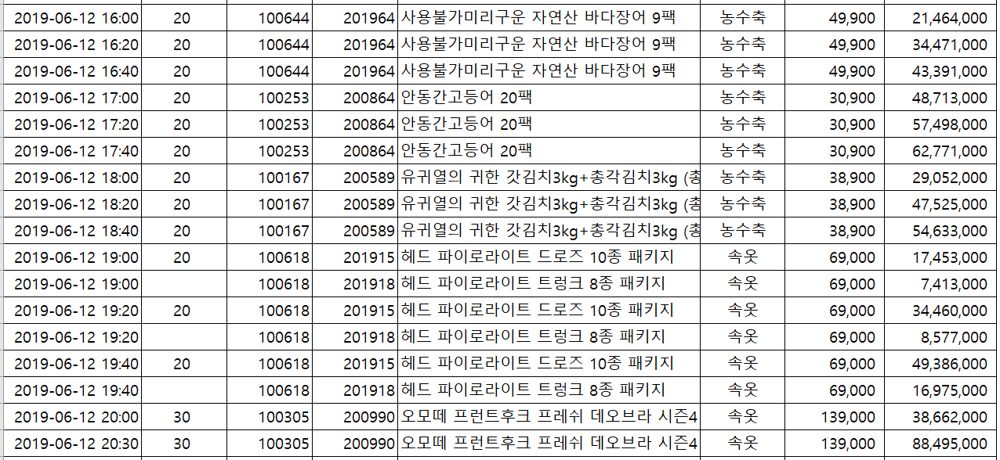 2019-06-12 16:00 20 100644 201964 사용불가미리구운 자연산 바다장어 9팩 농수축 49,900 21,464,000
2019-06-12 16:20 20 100644 201964 사용불가미리구운 자연산 바다장어 9팩 농수축 49,900 34,471,000
2019-06-12 16:40 20 100644 201964 사용불가미리구운 자연산 바다장어 9팩 농수축 49,900 43,391,000
2019-06-12 17:00 20 100253 200864 안동간고등어 20팩 농수축 30,900 48,713,000
2019-06-12 17:20 20 100253 200864 안동간고등어 20팩 농수축 30,900 57,498,000
2019-06-12 17:40 20 100253 200864 안동간고등어 20팩 농수축 30,900 62,771,000
2019-06-12 18:00 20 100167 200589 유귀열의 귀한 갓김치3kg+총각김치3kg (총 농수축 38,900 29,052,000
2019-06-12 18:20 20 100167 200589 유귀열의 귀한 갓김치3kg+총각김치3kg (총 농수축 38,900 47,525,000
2019-06-12 18:40 20 100167 200589 유귀열의 귀한 갓김치3kg+총각김치3kg (총 농수축 38,900 54,633,000
2019-06-12 19:00 20 100618 201915 헤드 파이로라이트 드로즈 10종 패키지 속옷 69,000 17,453,000
2019-06-12 19:00 100618 201918 헤드 파이로라이트 트렁크 8종 패키지 속옷 69,000 7,413,000
2019-06-12 19:20 20 100618 201915 헤드 파이로라이트 드로즈 10종 패키지 속옷 69,000 34,460,000
2019-06-12 19:20 100618 201918 헤드 파이로라이트 트렁크 8종 패키지 속옷 69,000 8,577,000
2019-06-12 19:40 20 100618 201915 헤드 파이로라이트 드로즈 10종 패키지 속옷 69,000 49,386,000
2019-06-12 19:40 100618 201918 헤드 파이로라이트 트렁크 8종 패키지 속옷 69,000 16,975,000
2019-06-12 20:00 30 100305 200990 오모떼 프런트후크 프레쉬 데오브라 시즌4 속옷 139,000 38,662,000
2019-06-12 20:30 30 100305 200990 오모떼 프런트후크 프레쉬 데오브라 시즌4 속옷 139,000 88,495,000